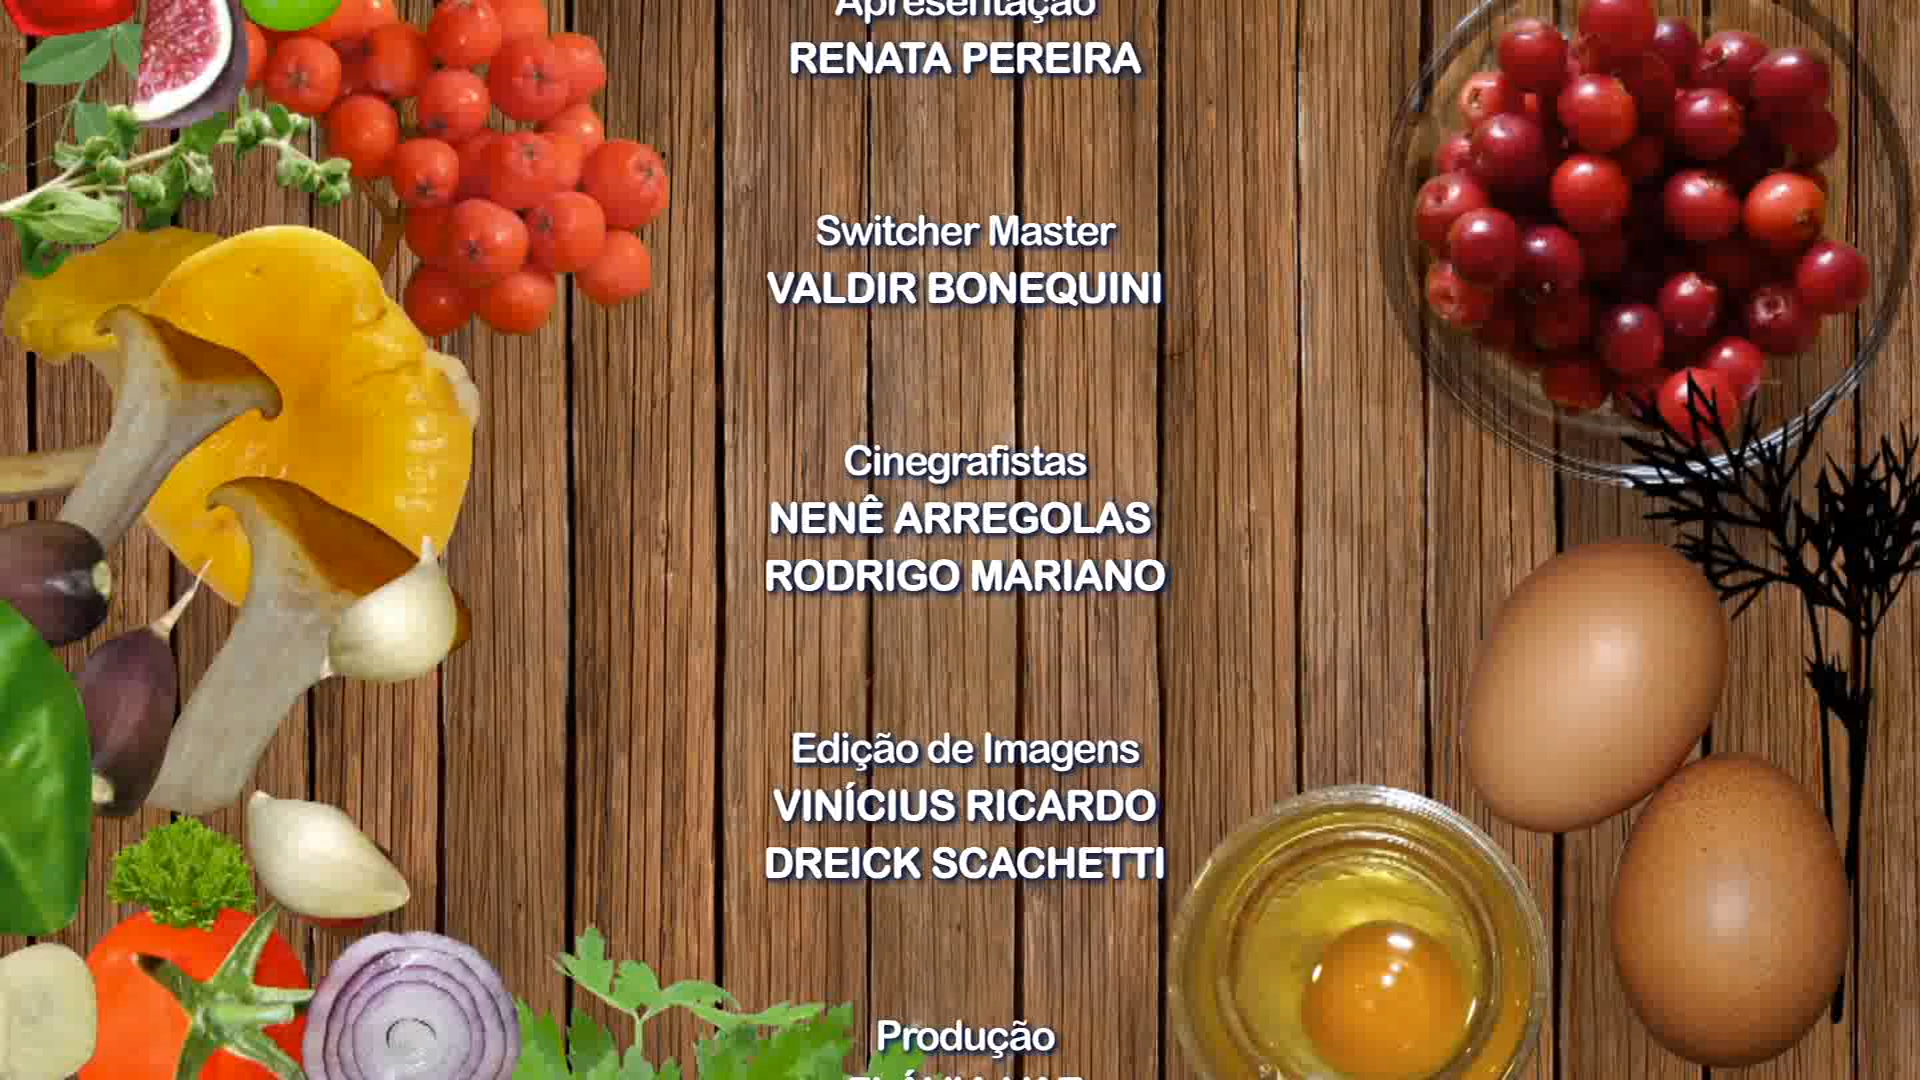 Apresentação
RENATA PEREIRA
Switcher Master
VALDIR BONEQUINI
Cinegrafistas
NENÊ ARREGOLAS
RODRIGO MARIANO
Edição de Imagens
VINÍCIUS RICARDO
DREICK SCACHETTI
Produção